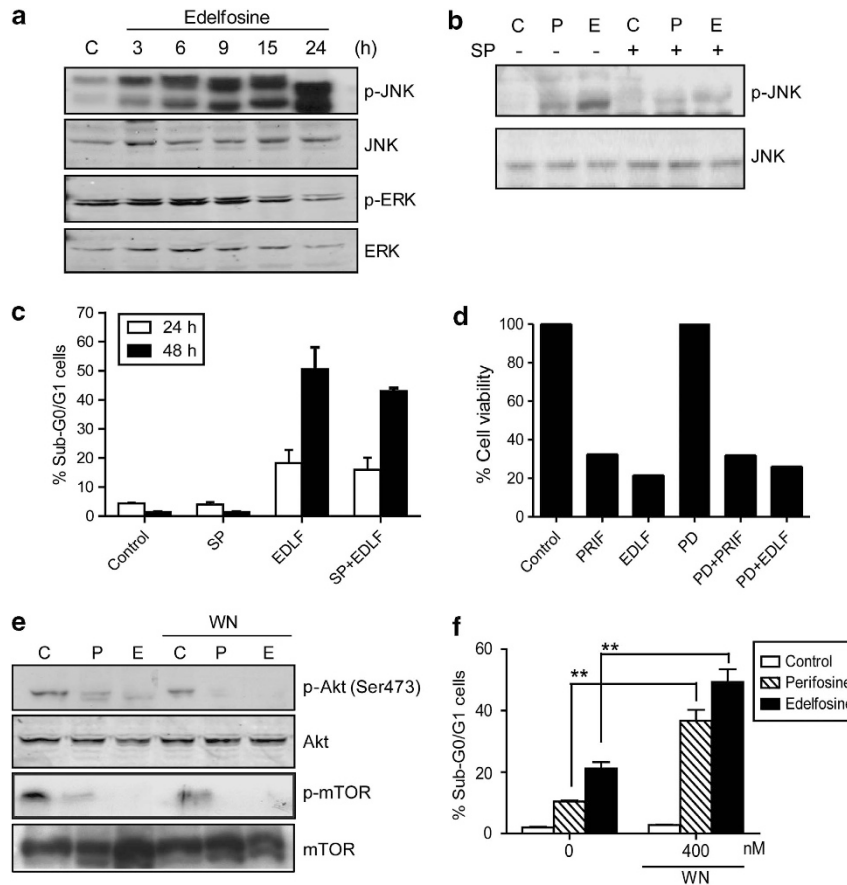 a
Edelfosine
C 3 6 9 15 24 (h)
p-JNK
JNK
p-ERK
ERK
b
C P E C P E
SP - - - + + +
p-JNK
JNK
c
24 h
48 h
% Sub-G0/G1 cells
70
60
50
40
30
20
10
0
Control
SP
EDLF
SP+EDLF
d
% Cell viability
100
80
60
40
20
0
Control
PRIF
EDLF
PD
PD+PRIF
PD+EDLF
e
WN
C P E C P E
p-Akt (Ser473)
Akt
p-mTOR
mTOR
f
% Sub-G0/G1 cells
60
40
20
0
**
**
Control
Perifosine
Edelfosine
0 400 nM
WN